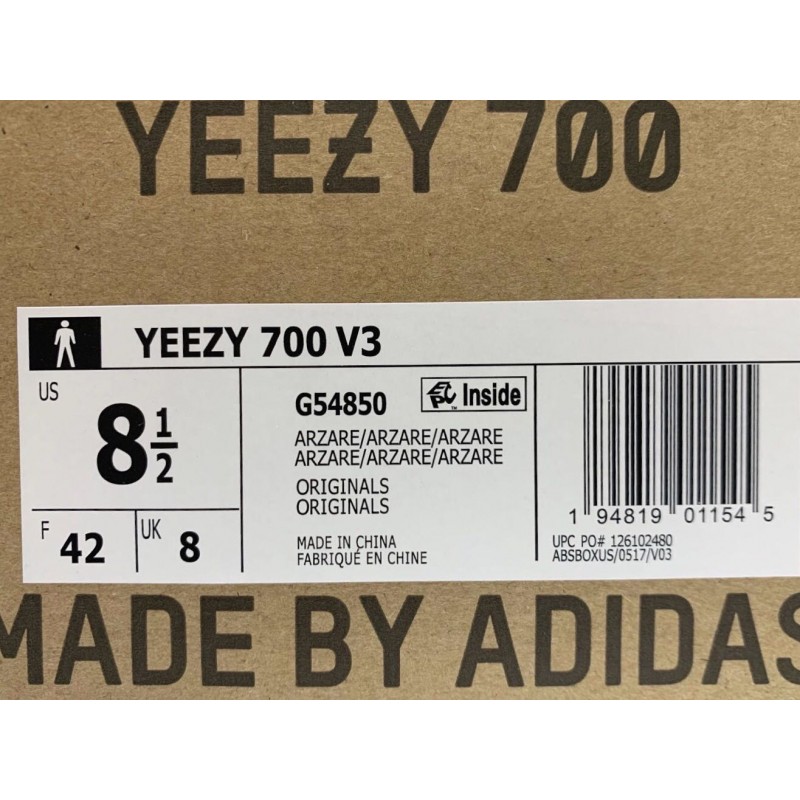 YEEZY 700
YEEZY 700 V3
US
8 1/2
F 42
UK 8
G54850
EPC™ Inside
ARZARE/ARZARE/ARZARE
ARZARE/ARZARE/ARZARE
ORIGINALS
ORIGINALS
MADE IN CHINA
FABRIQUÉ EN CHINE
1 94819 01154 5
UPC PO# 126102480
ABSBOXUS/0517/V03
MADE BY ADIDAS